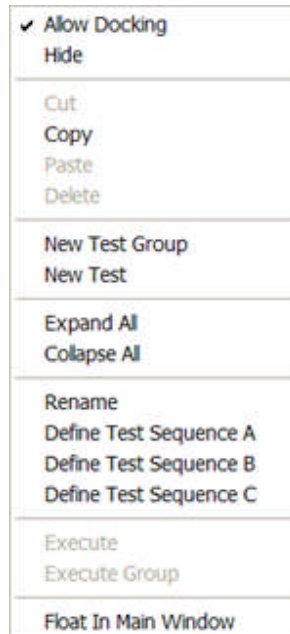 Allow Docking
Hide
Cut
Copy
Paste
Delete
New Test Group
New Test
Expand All
Collapse All
Rename
Define Test Sequence A
Define Test Sequence B
Define Test Sequence C
Execute
Execute Group
Float In Main Window